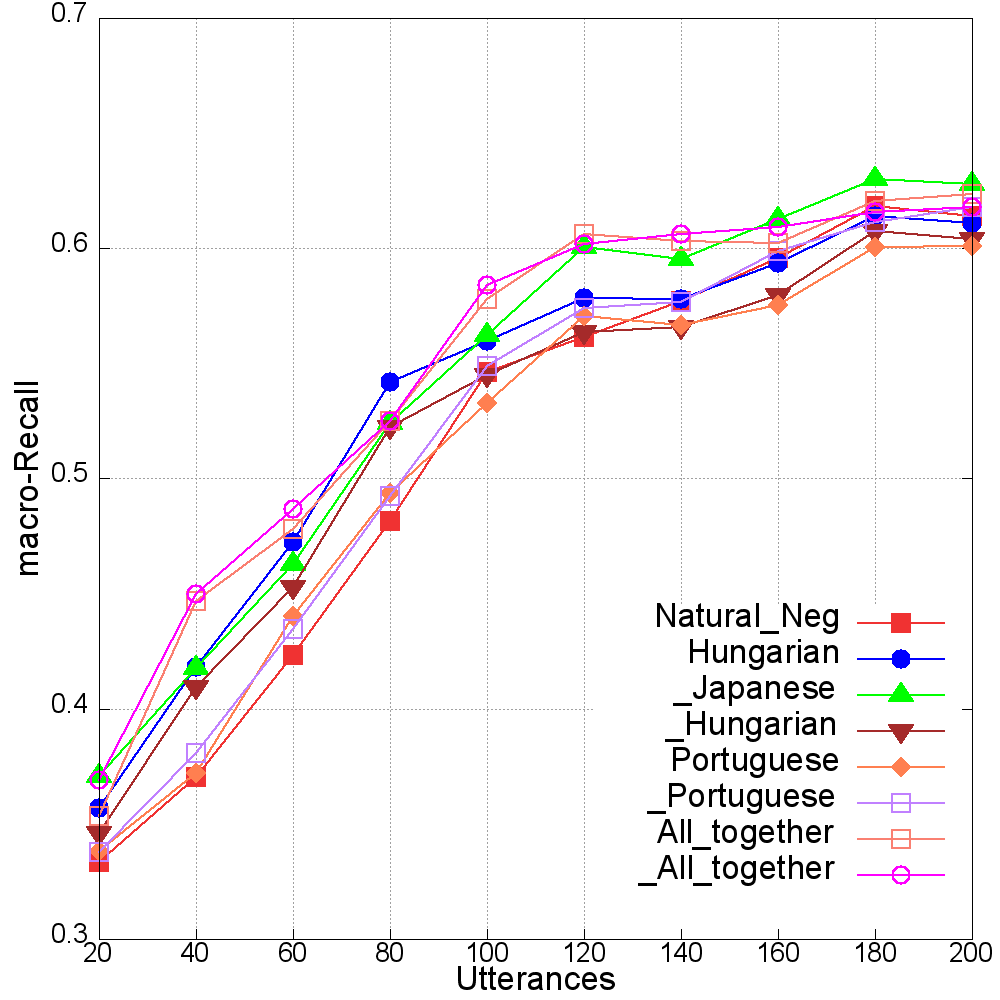 0.7
0.6
0.5
0.4
0.3
macro-Recall
Natural_Neg
Hungarian
_Japanese
_Hungarian
Portuguese
_Portuguese
All_together
_All_together
20 40 60 80 100 120 140 160 180 200
Utterances